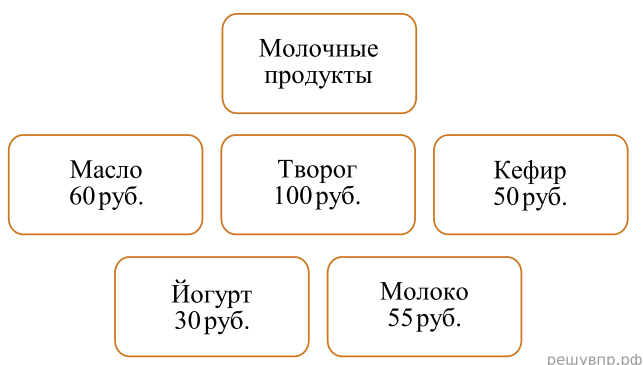 Молочные
продукты
Масло
60 руб.
Творог
100 руб.
Кефир
50 руб.
Йогурт
30 руб.
Молоко
55 руб.
решувпр.рф